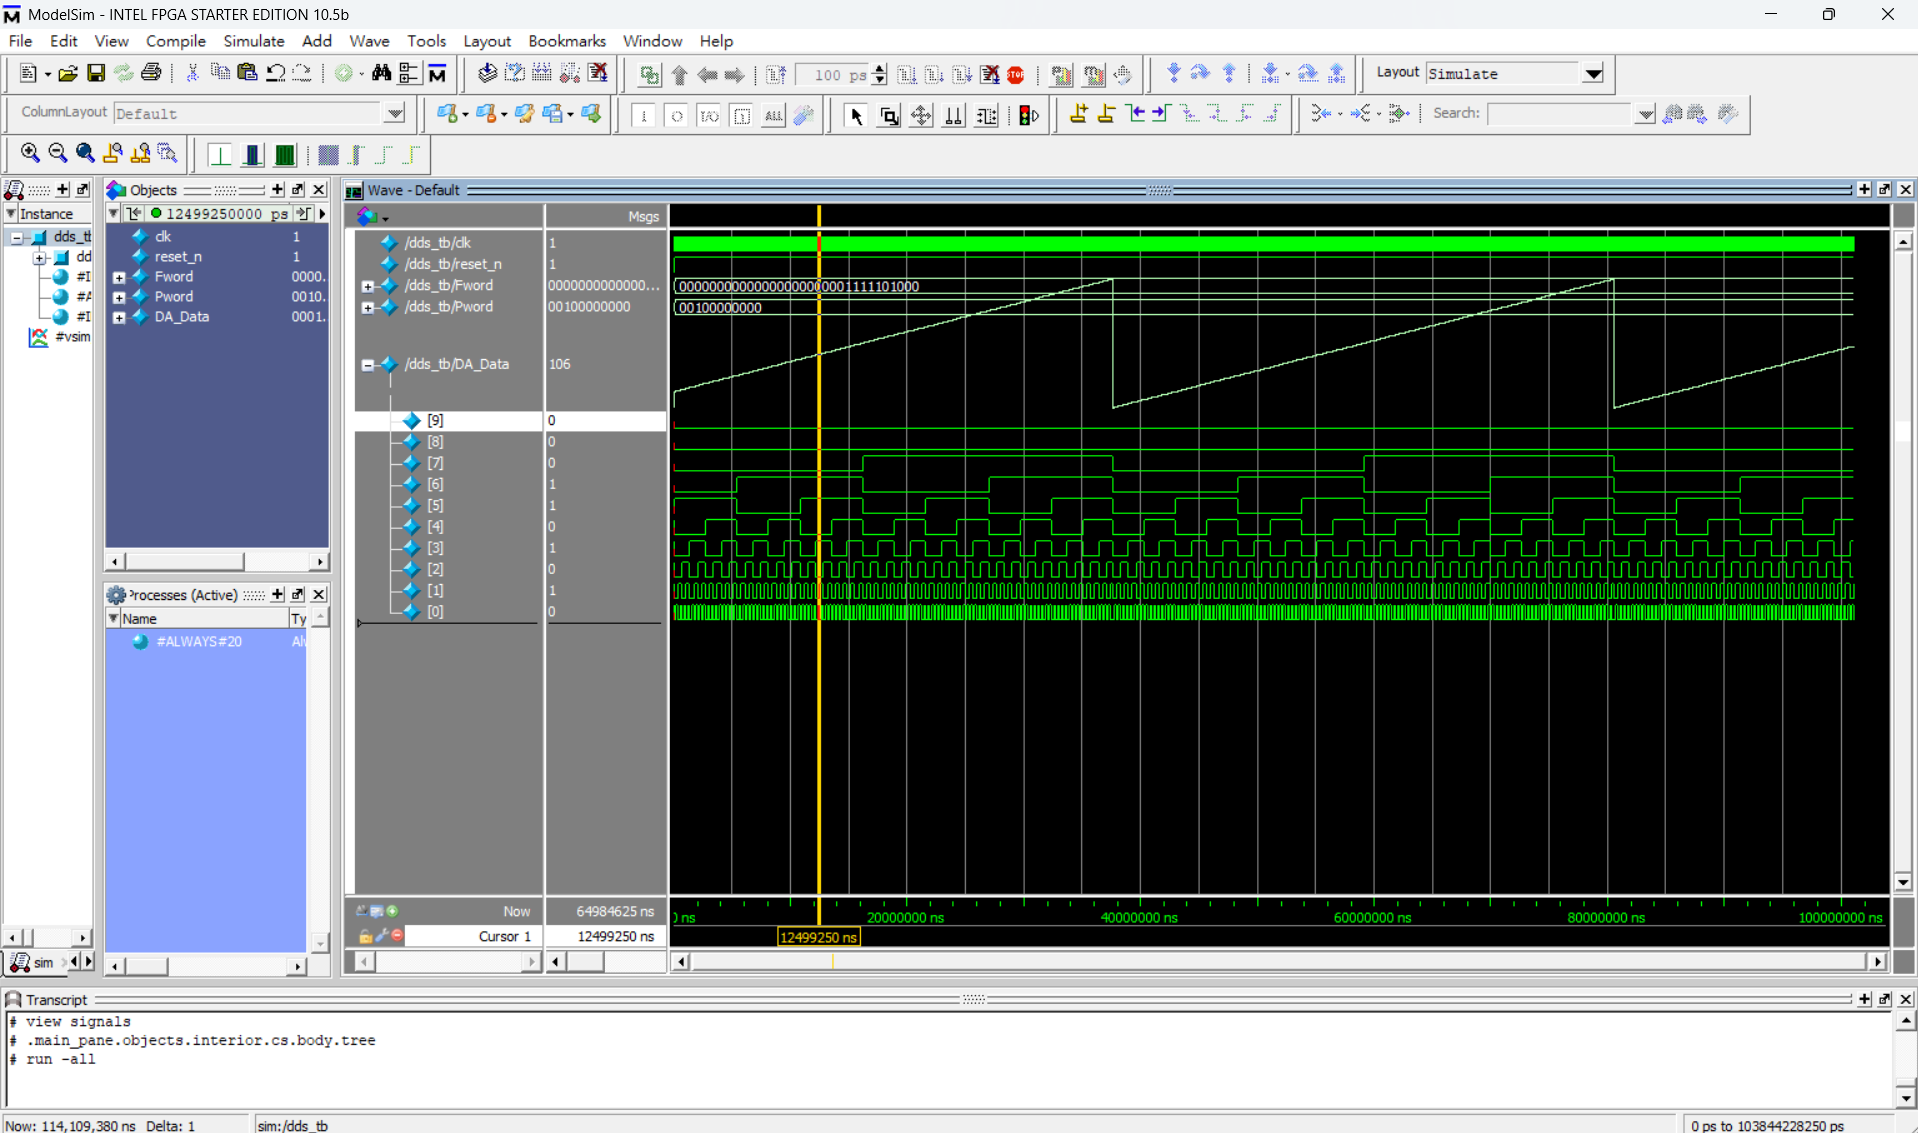 ModelSim - INTEL FPGA STARTER EDITION 10.5b
File Edit View Compile Simulate Add Wave Tools Layout Bookmarks Window Help
100 ps
Layout Simulate
ColumnLayout Default
ALL
Search:
Objects
Wave - Default
Instance
12499250000 ps
Msgs
dds_tb
clk 1
reset_n 1
Fword 0000.
Pword 0010.
DA_Data 0001.
#vsim
/dds_tb/clk 1
/dds_tb/reset_n 1
/dds_tb/Fword 0000000000000...
/dds_tb/Pword 00100000000
00100000000
/dds_tb/DA_Data 106
[9] 0
[8] 0
[7] 0
[6] 1
[5] 1
[4] 0
[3] 1
[2] 0
[1] 1
[0] 0
Processes (Active)
Name Ty
#ALWAYS#20 Alw
Now 64984625 ns
Cursor 1 12499250 ns
0 ns 20000000 ns 40000000 ns 60000000 ns 80000000 ns 100000000 ns
12499250 ns
sim
Transcript
# view signals
# .main_pane.objects.interior.cs.body.tree
# run -all
Now: 114,109,380 ns Delta: 1
sim:/dds_tb
0 ps to 103844228250 ps